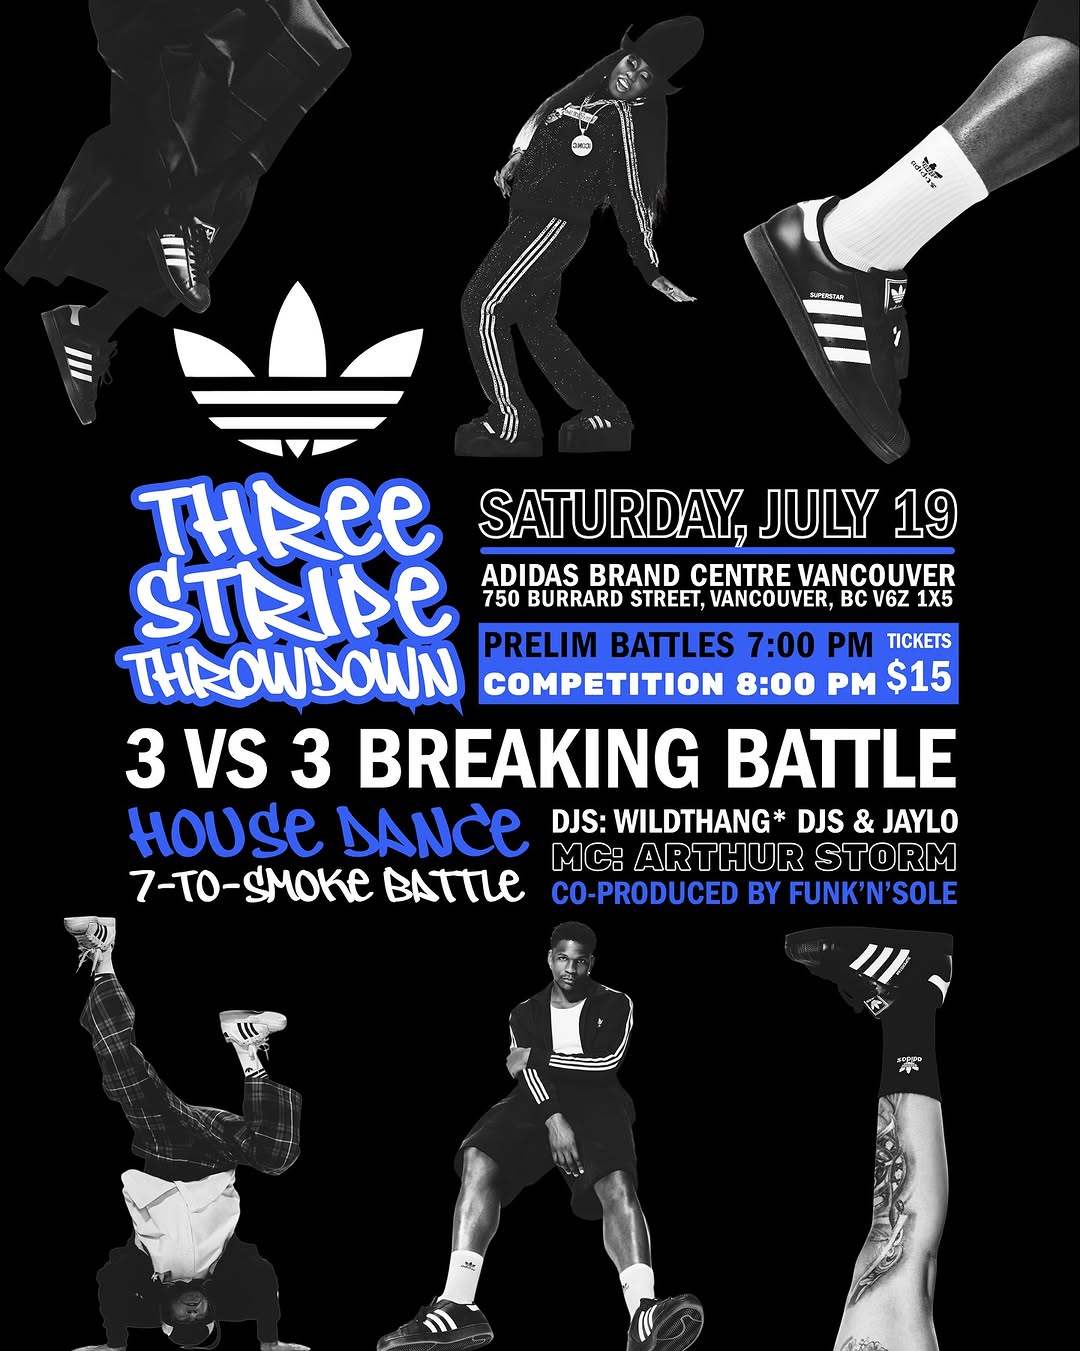 ICONIC
adidas
SUPERSTAR
THREE
STRIPE
THROWDOWN
SATURDAY, JULY 19
ADIDAS BRAND CENTRE VANCOUVER
750 BURRARD STREET, VANCOUVER, BC V6Z 1X5
PRELIM BATTLES 7:00 PM
COMPETITION 8:00 PM
TICKETS
$15
3 VS 3 BREAKING BATTLE
HOUSE DANCE
7-TO-SMOKE BATTLE
DJS: WILDTHANG* DJS & JAYLO
MC: ARTHUR STORM
CO-PRODUCED BY FUNK'N'SOLE
adidas